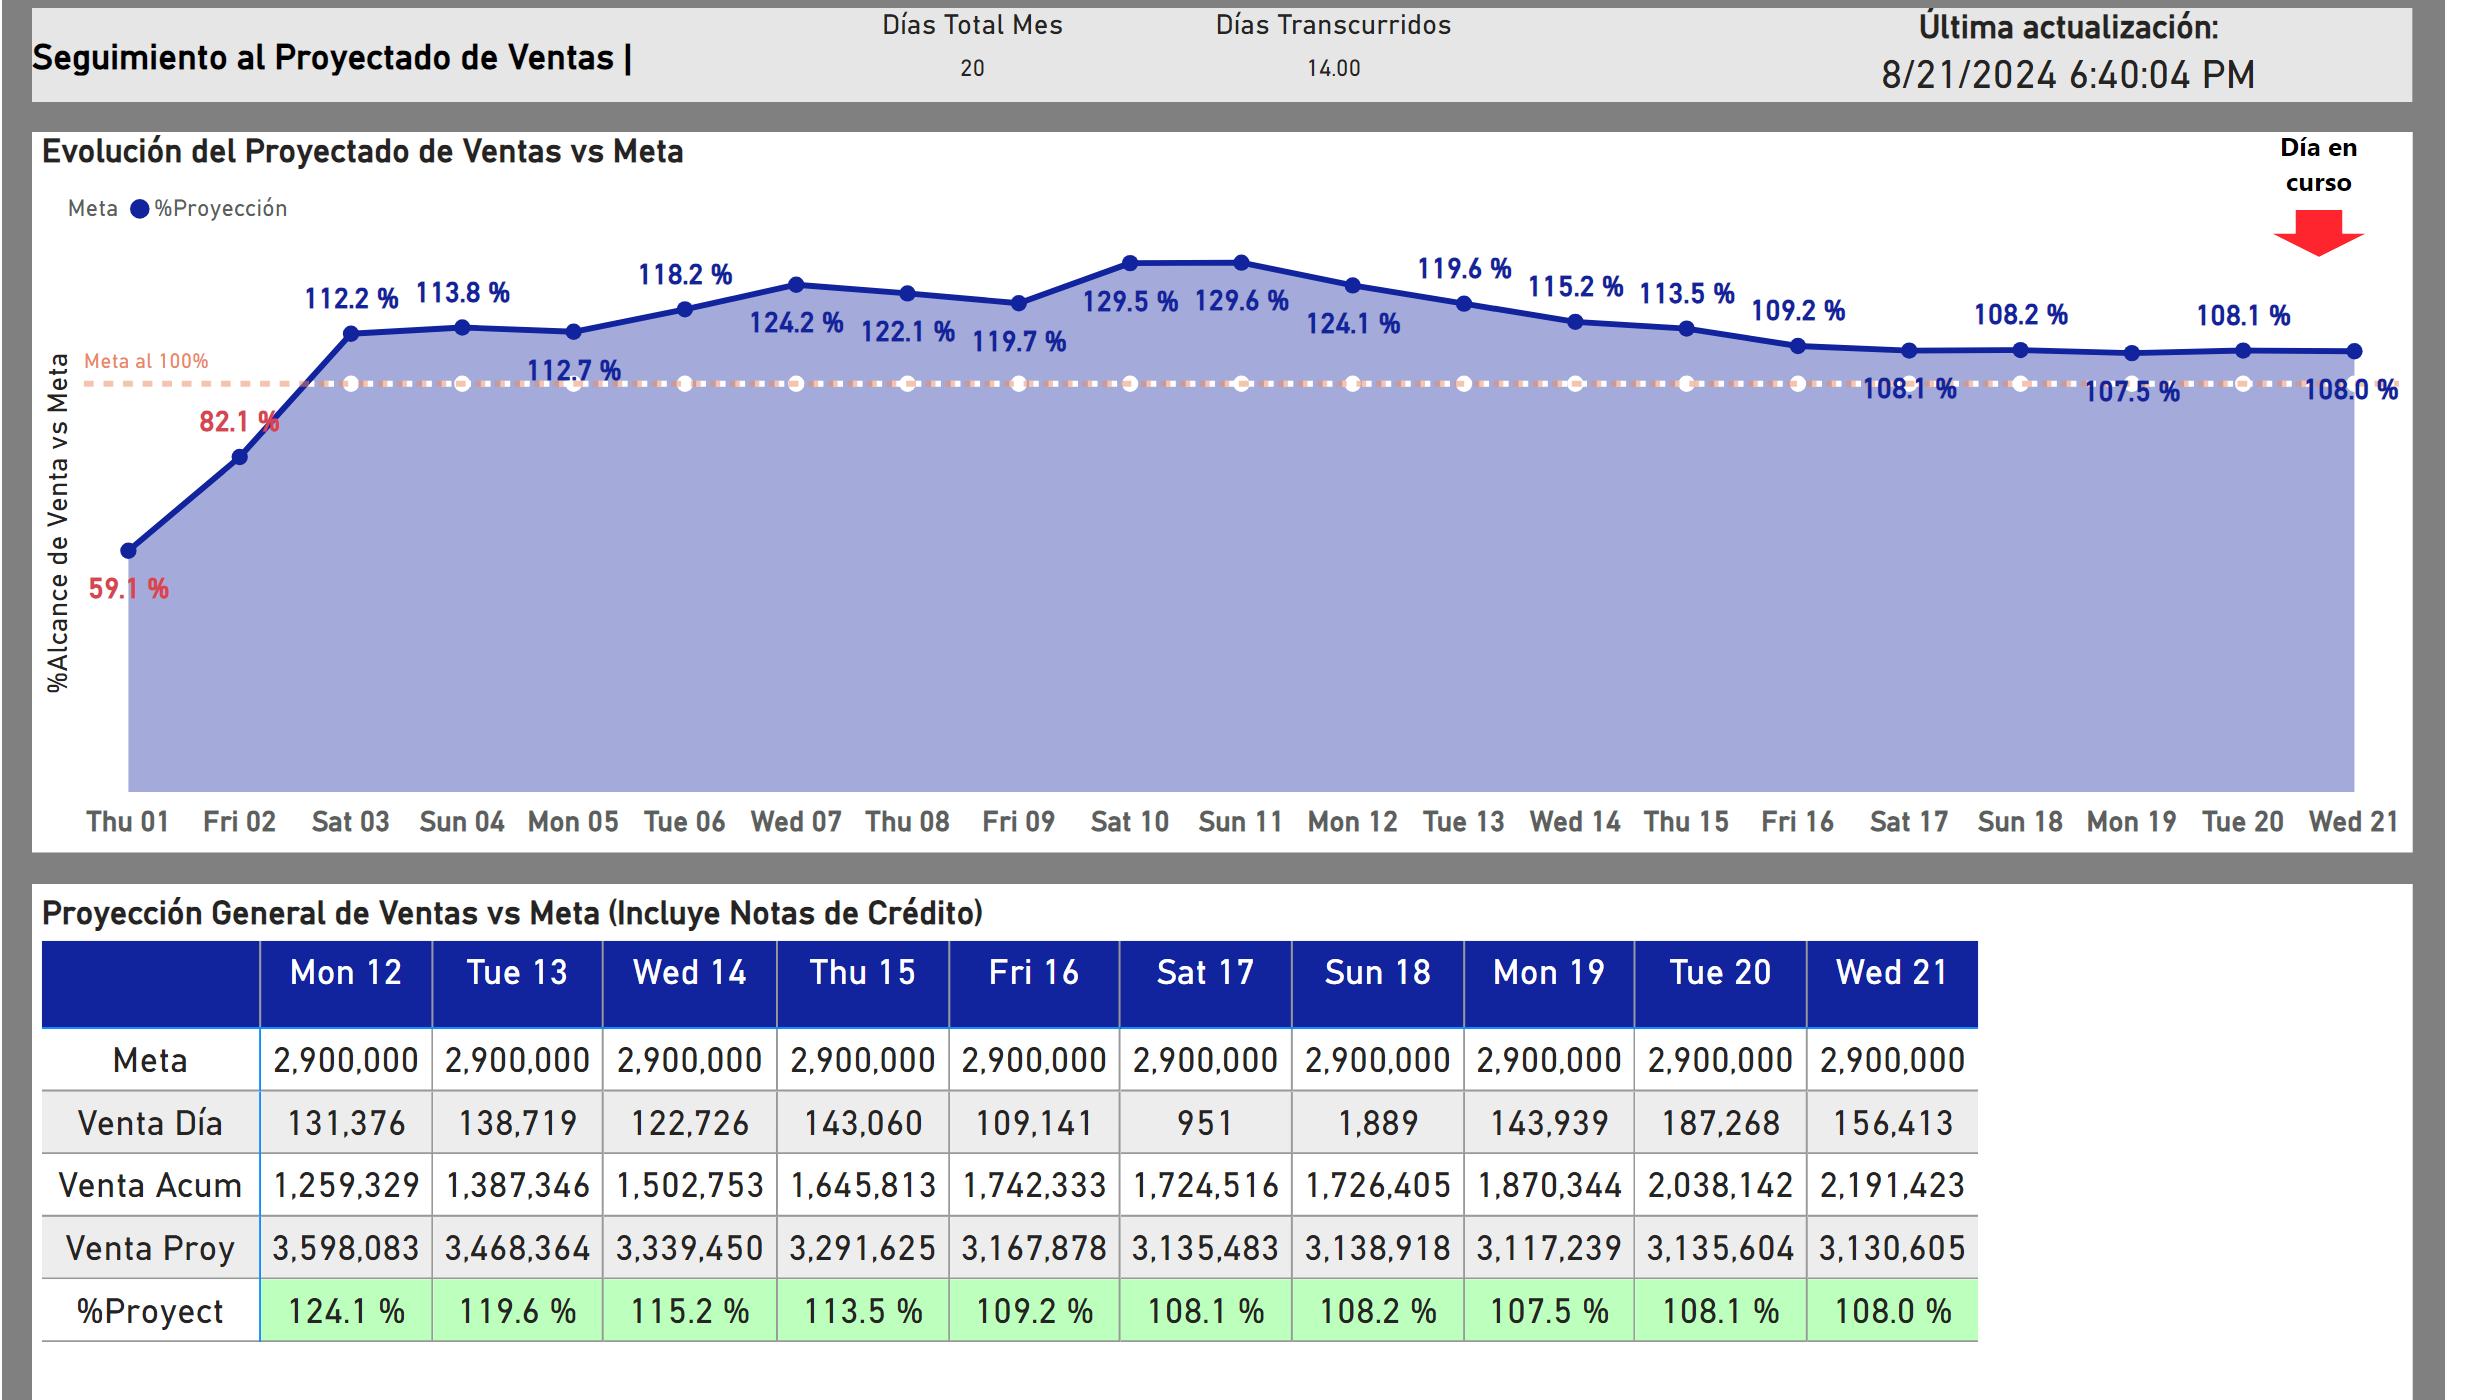 Seguimiento al Proyectado de Ventas |
Días Total Mes
20
Días Transcurridos
14.00
Última actualización:
8/21/2024 6:40:04 PM
Evolución del Proyectado de Ventas vs Meta
Día en
curso
Meta %Proyección
%Alcance de Venta vs Meta
Meta al 100%
59.1 %
82.1 %
112.2 %
113.8 %
112.7 %
118.2 %
124.2 %
122.1 %
119.7 %
129.5 %
129.6 %
124.1 %
119.6 %
115.2 %
113.5 %
109.2 %
108.1 %
108.2 %
107.5 %
108.1 %
108.0 %
Thu 01 Fri 02 Sat 03 Sun 04 Mon 05 Tue 06 Wed 07 Thu 08 Fri 09 Sat 10 Sun 11 Mon 12 Tue 13 Wed 14 Thu 15 Fri 16 Sat 17 Sun 18 Mon 19 Tue 20 Wed 21
Proyección General de Ventas vs Meta (Incluye Notas de Crédito)
Mon 12 Tue 13 Wed 14 Thu 15 Fri 16 Sat 17 Sun 18 Mon 19 Tue 20 Wed 21
Meta 2,900,000 2,900,000 2,900,000 2,900,000 2,900,000 2,900,000 2,900,000 2,900,000 2,900,000 2,900,000
Venta Día 131,376 138,719 122,726 143,060 109,141 951 1,889 143,939 187,268 156,413
Venta Acum 1,259,329 1,387,346 1,502,753 1,645,813 1,742,333 1,724,516 1,726,405 1,870,344 2,038,142 2,191,423
Venta Proy 3,598,083 3,468,364 3,339,450 3,291,625 3,167,878 3,135,483 3,138,918 3,117,239 3,135,604 3,130,605
%Proyect 124.1 % 119.6 % 115.2 % 113.5 % 109.2 % 108.1 % 108.2 % 107.5 % 108.1 % 108.0 %